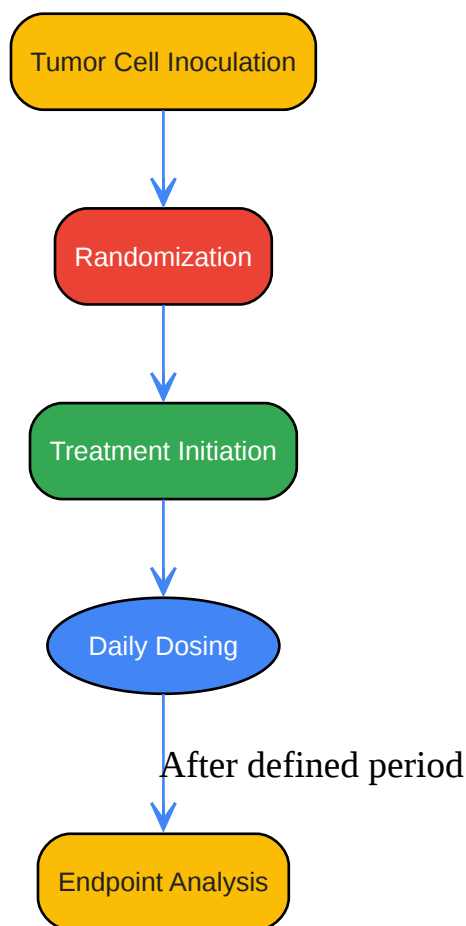 Tumor Cell Inoculation
Randomization
Treatment Initiation
Daily Dosing
After defined period
Endpoint Analysis